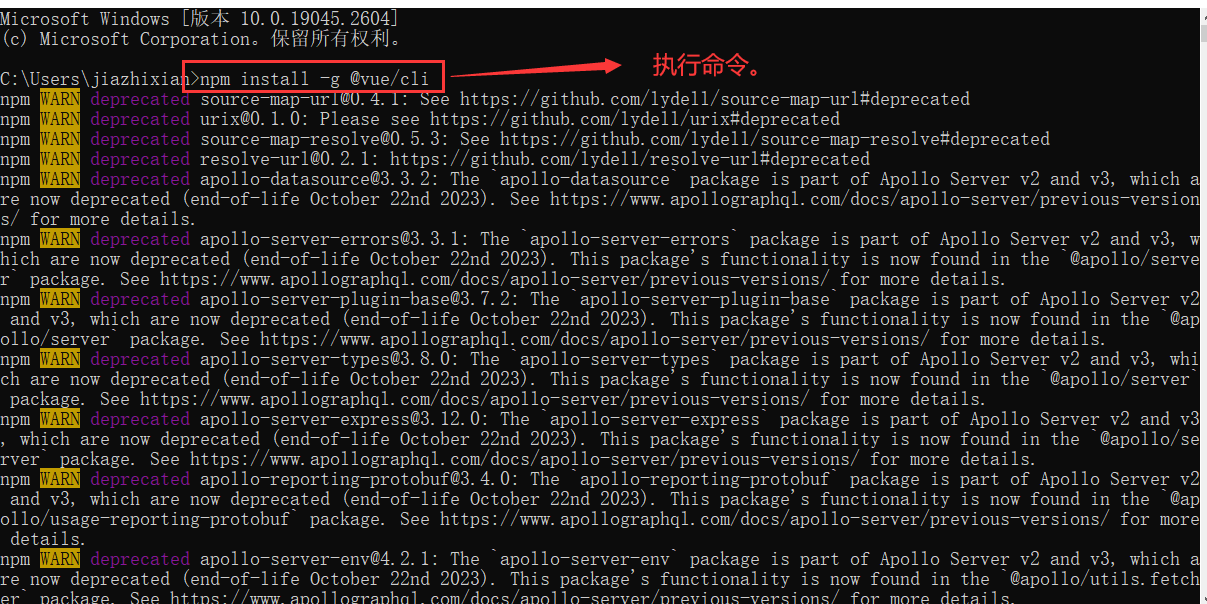 Microsoft Windows [版本 10.0.19045.2604]
(c) Microsoft Corporation。保留所有权利。
C:\Users\jiazhixian>npm install -g @vue/cli
执行命令。
npm WARN deprecated source-map-url@0.4.1: See https://github.com/lydell/source-map-url#deprecated
npm WARN deprecated urix@0.1.0: Please see https://github.com/lydell/urix#deprecated
npm WARN deprecated source-map-resolve@0.5.3: See https://github.com/lydell/source-map-resolve#deprecated
npm WARN deprecated resolve-url@0.2.1: https://github.com/lydell/resolve-url#deprecated
npm WARN deprecated apollo-datasource@3.3.2: The `apollo-datasource` package is part of Apollo Server v2 and v3, which a
re now deprecated (end-of-life October 22nd 2023). See https://www.apollographql.com/docs/apollo-server/previous-version
s/ for more details.
npm WARN deprecated apollo-server-errors@3.3.1: The `apollo-server-errors` package is part of Apollo Server v2 and v3, w
hich are now deprecated (end-of-life October 22nd 2023). This package's functionality is now found in the `@apollo/serve
r` package. See https://www.apollographql.com/docs/apollo-server/previous-versions/ for more details.
npm WARN deprecated apollo-server-plugin-base@3.7.2: The `apollo-server-plugin-base` package is part of Apollo Server v2
and v3, which are now deprecated (end-of-life October 22nd 2023). This package's functionality is now found in the `@ap
ollo/server` package. See https://www.apollographql.com/docs/apollo-server/previous-versions/ for more details.
npm WARN deprecated apollo-server-types@3.8.0: The `apollo-server-types` package is part of Apollo Server v2 and v3, whi
ch are now deprecated (end-of-life October 22nd 2023). This package's functionality is now found in the `@apollo/server`
package. See https://www.apollographql.com/docs/apollo-server/previous-versions/ for more details.
npm WARN deprecated apollo-server-express@3.12.0: The `apollo-server-express` package is part of Apollo Server v2 and v3
, which are now deprecated (end-of-life October 22nd 2023). This package's functionality is now found in the `@apollo/se
rver` package. See https://www.apollographql.com/docs/apollo-server/previous-versions/ for more details.
npm WARN deprecated apollo-reporting-protobuf@3.4.0: The `apollo-reporting-protobuf` package is part of Apollo Server v2
and v3, which are now deprecated (end-of-life October 22nd 2023). This package's functionality is now found in the `@ap
ollo/usage-reporting-protobuf` package. See https://www.apollographql.com/docs/apollo-server/previous-versions/ for more
details.
npm WARN deprecated apollo-server-env@4.2.1: The `apollo-server-env` package is part of Apollo Server v2 and v3, which a
re now deprecated (end-of-life October 22nd 2023). This package's functionality is now found in the `@apollo/utils.fetch
er` package. See https://www.apollographql.com/docs/apollo-server/previous-versions/ for more details.